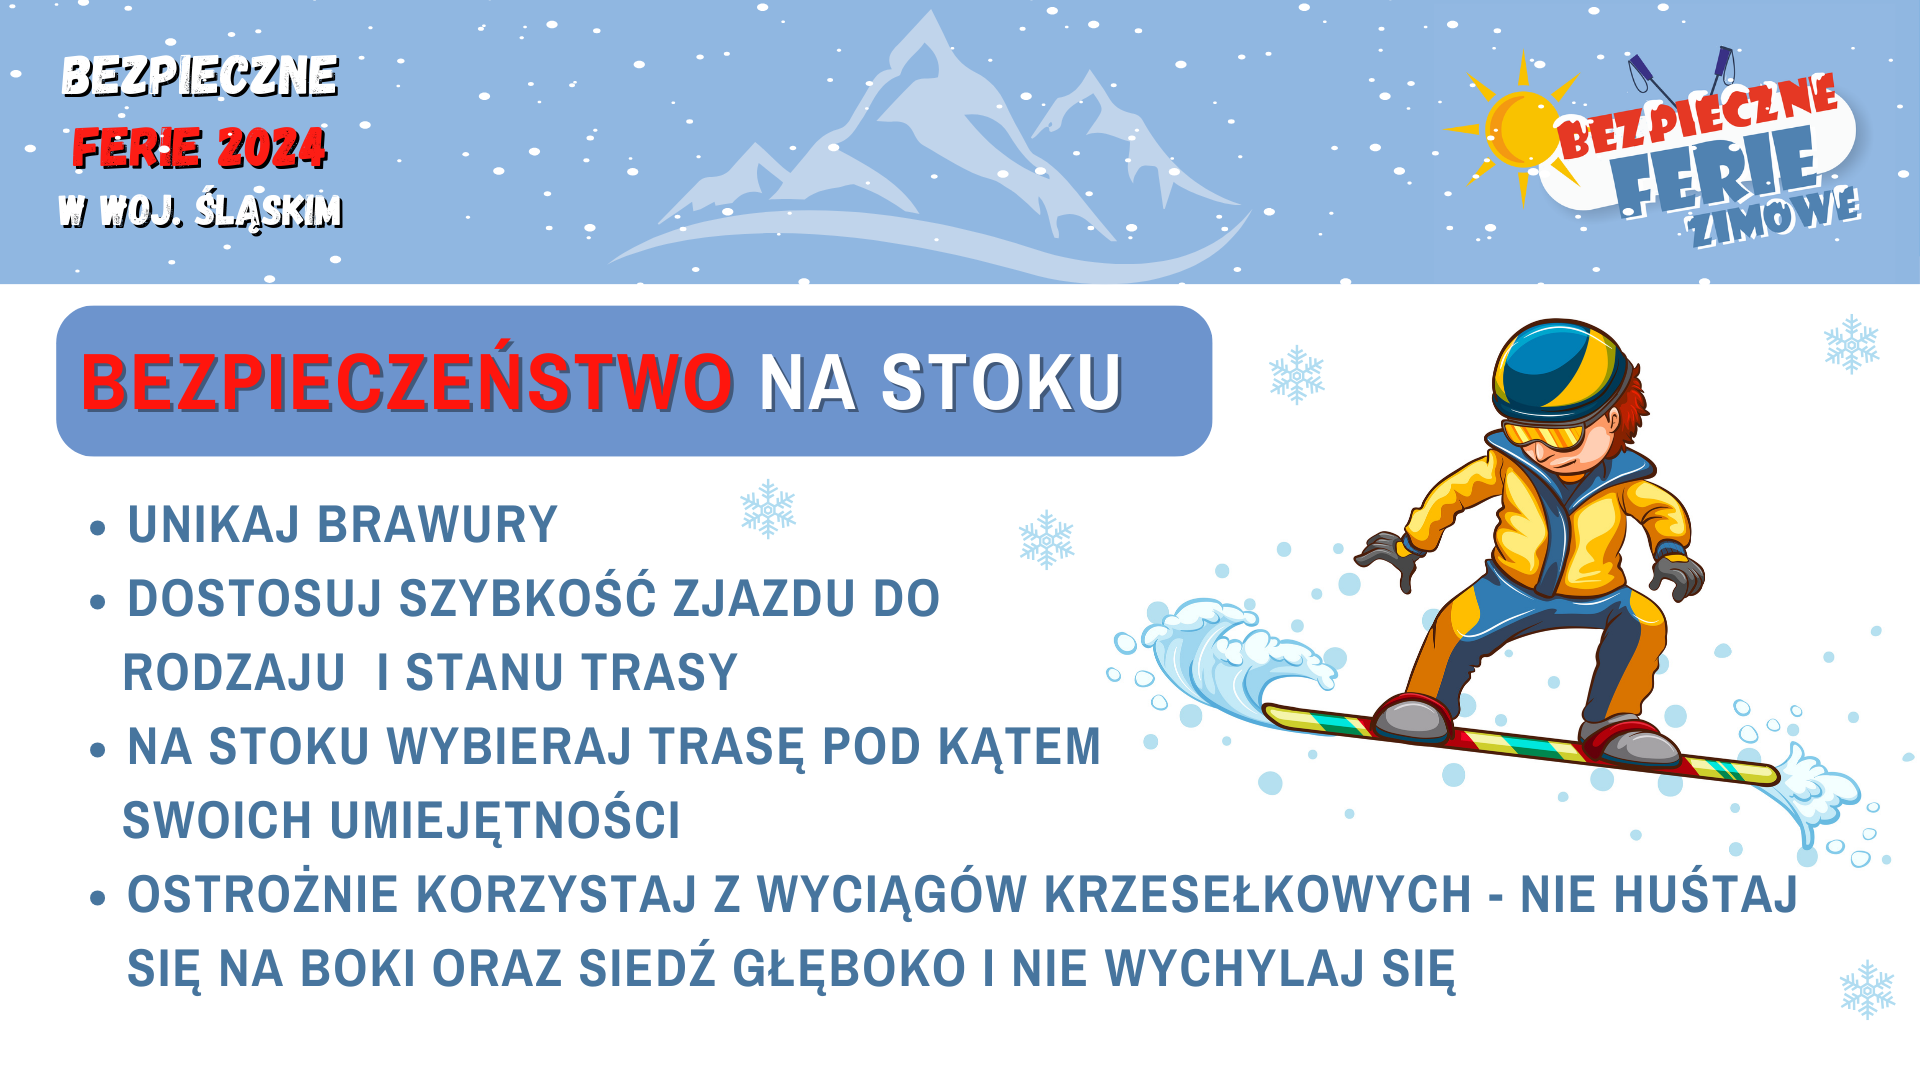 BEZPIECZNE
FERIE 2024
W WOJ. ŚLĄSKIM
BEZPIECZNE
FERIE
ZIMOWE
BEZPIECZEŃSTWO NA STOKU
• UNIKAJ BRAWURY
• DOSTOSUJ SZYBKOŚĆ ZJAZDU DO
RODZAJU I STANU TRASY
• NA STOKU WYBIERAJ TRASĘ POD KĄTEM
SWOICH UMIEJĘTNOŚCI
• OSTROŻNIE KORZYSTAJ Z WYCIĄGÓW KRZESEŁKOWYCH - NIE HUŚTAJ
SIĘ NA BOKI ORAZ SIEDŹ GŁĘBOKO I NIE WYCHYLAJ SIĘ